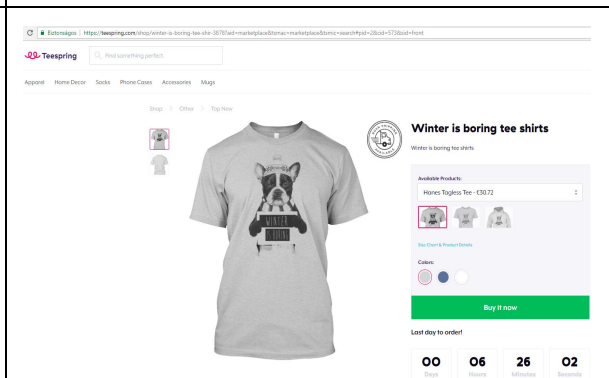 Biztonságos | https://teespring.com/shop/winter-is-boring-tee-shit-3878?aid=marketplace&tsmac=marketplace&tsmic=search#pid=2&cid=573&sid=front
Teespring
Find something perfect
Apparel Home Decor Socks Phone Cases Accessories Mugs
Shop Other Top New
WINTER
IS BORING
Winter is boring tee shirts
Winter is boring tee shirts
Available Products:
Hanes Tagless Tee - £30.72
Size Chart & Product Details
Colors:
Buy it now
Last day to order!
00 06 26 02
Days Hours Minutes Seconds